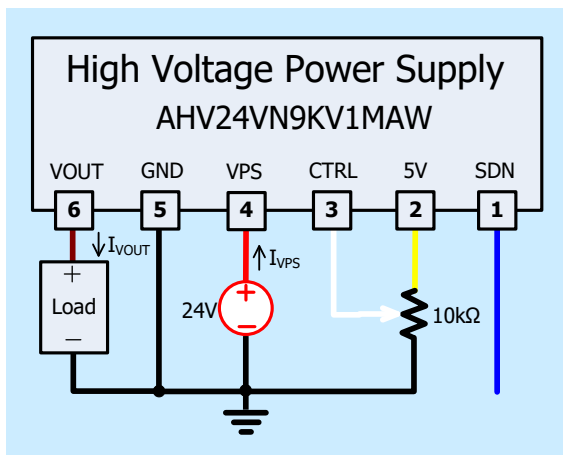 High Voltage Power Supply
AHV24VN9KV1MAW
VOUT GND VPS CTRL 5V SDN
6 5 4 3 2 1
IVOUT IVPS
+ +
Load 24V 10kΩ
− −